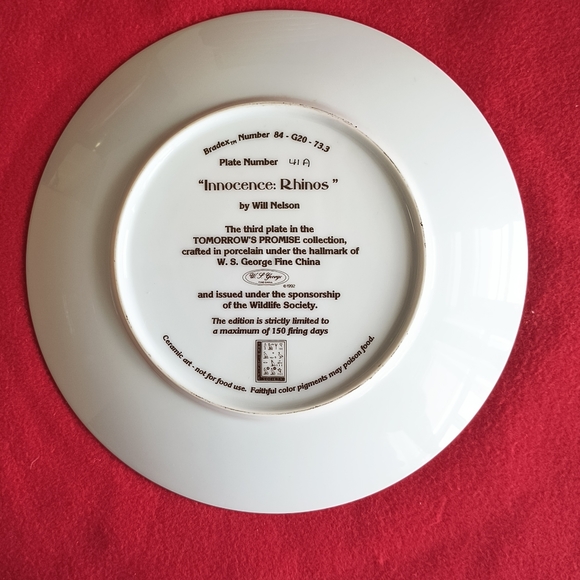 Bradex™ Number 84 - G20 - 73.3
Plate Number 41A
"Innocence: Rhinos"
by Will Nelson
The third plate in the
TOMORROW'S PROMISE collection,
crafted in porcelain under the hallmark of
W. S. George Fine China
W. S. George
©1992
and issued under the sponsorship
of the Wildlife Society.
The edition is strictly limited to
a maximum of 150 firing days
Ceramic art - not for food use. Faithful color pigments may poison food.